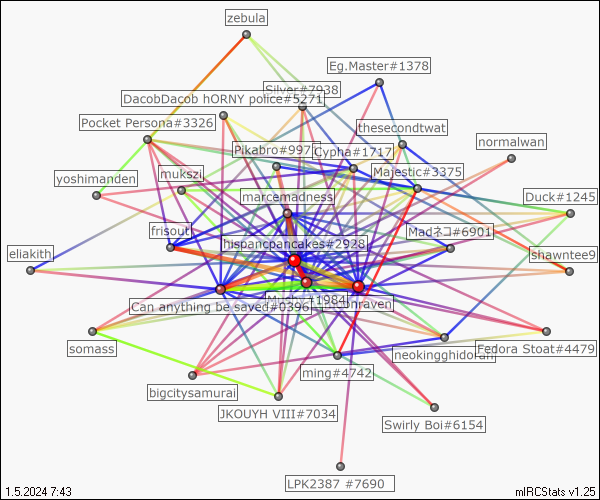 zebula
Eg.Master#1378
Silver#7938
DacobDacob hORNY police#5271
Pocket Persona#3326
thesecondtwat
normalwan
Pikabro#997
Cypha#1717
Majestic#3375
mukszi
yoshimanden
marcemadness
Duck#1245
frisout
Madネコ#6901
hispancpancakes#2928
eliakith
shawntee9
#1984
onraven
Can anything be saved#0396
somass
neokingghidorah
Fedora Stoat#4479
ming#4742
bigcitysamurai
JKOUYH VIII#7034
Swirly Boi#6154
LPK2387 #7690
1.5.2024 7:43
mIRCStats v1.25